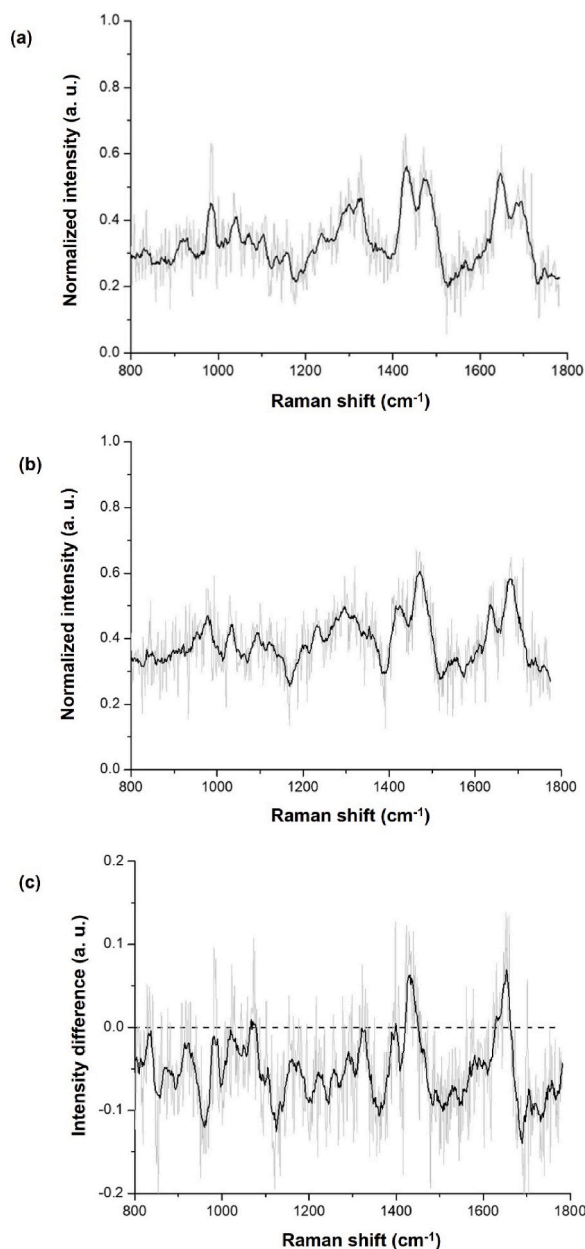 (a)
Normalized intensity (a. u.)
1.0
0.8
0.6
0.4
0.2
0.0
800 1000 1200 1400 1600 1800
Raman shift (cm⁻¹)
(b)
Normalized intensity (a. u.)
1.0
0.8
0.6
0.4
0.2
0.0
800 1000 1200 1400 1600 1800
Raman shift (cm⁻¹)
(c)
Intensity difference (a. u.)
0.2
0.1
0.0
-0.1
-0.2
800 1000 1200 1400 1600 1800
Raman shift (cm⁻¹)